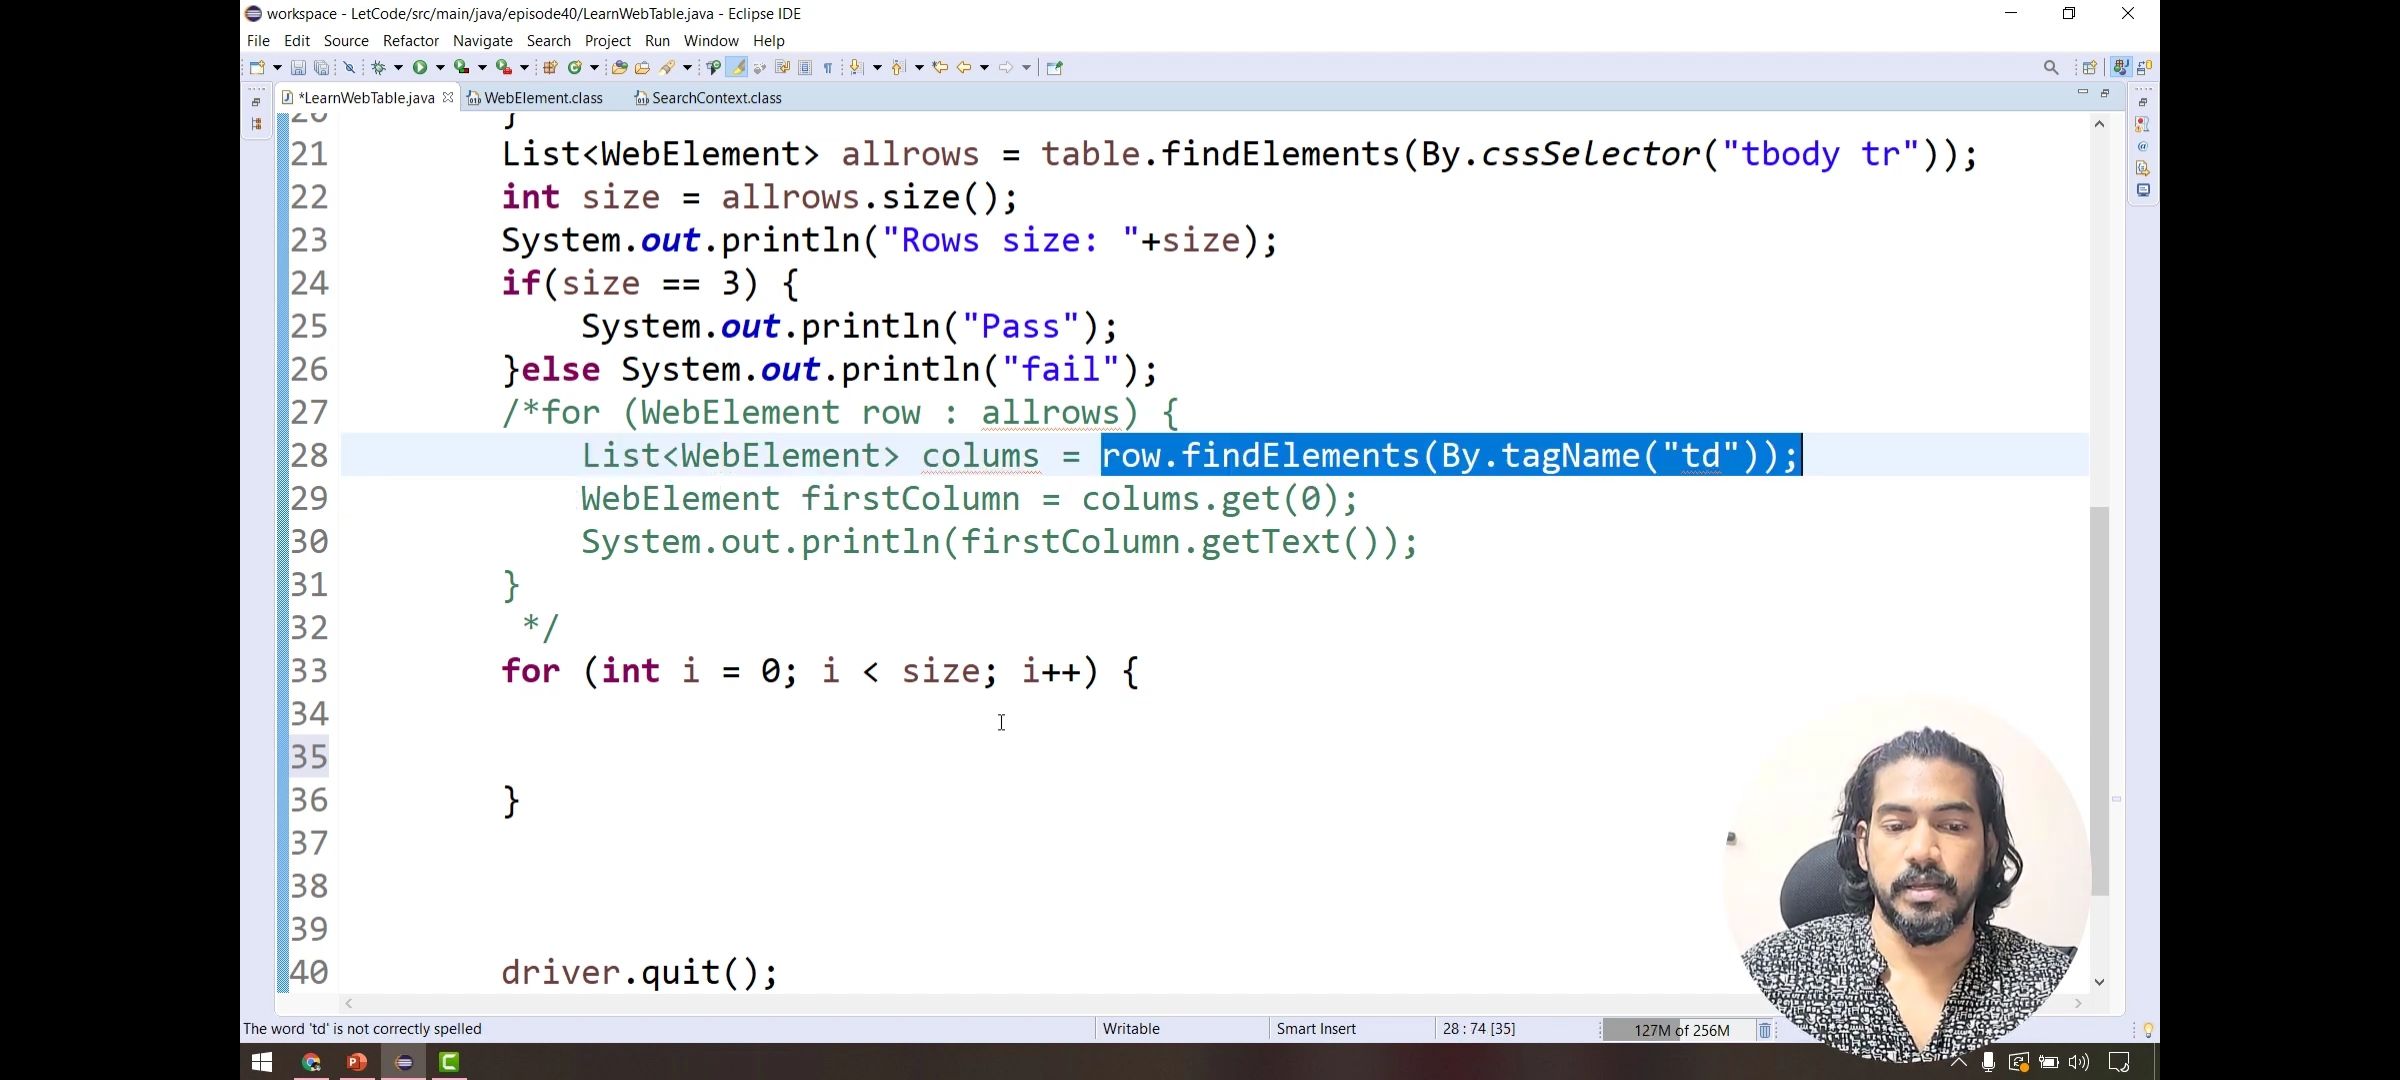 workspace - LetCode/src/main/java/episode40/LearnWebTable.java - Eclipse IDE
File Edit Source Refactor Navigate Search Project Run Window Help
*LearnWebTable.java WebElement.class SearchContext.class
20 }
21 List<WebElement> allrows = table.findElements(By.cssSelector("tbody tr"));
22 int size = allrows.size();
23 System.out.println("Rows size: "+size);
24 if(size == 3) {
25 System.out.println("Pass");
26 }else System.out.println("fail");
27 /*for (WebElement row : allrows) {
28 List<WebElement> colums = row.findElements(By.tagName("td"));
29 WebElement firstColumn = colums.get(0);
30 System.out.println(firstColumn.getText());
31 }
32 */
33 for (int i = 0; i < size; i++) {
34
35
36 }
37
38
39
40 driver.quit();
The word 'td' is not correctly spelled Writable Smart Insert 28 : 74 [35] 127M of 256M